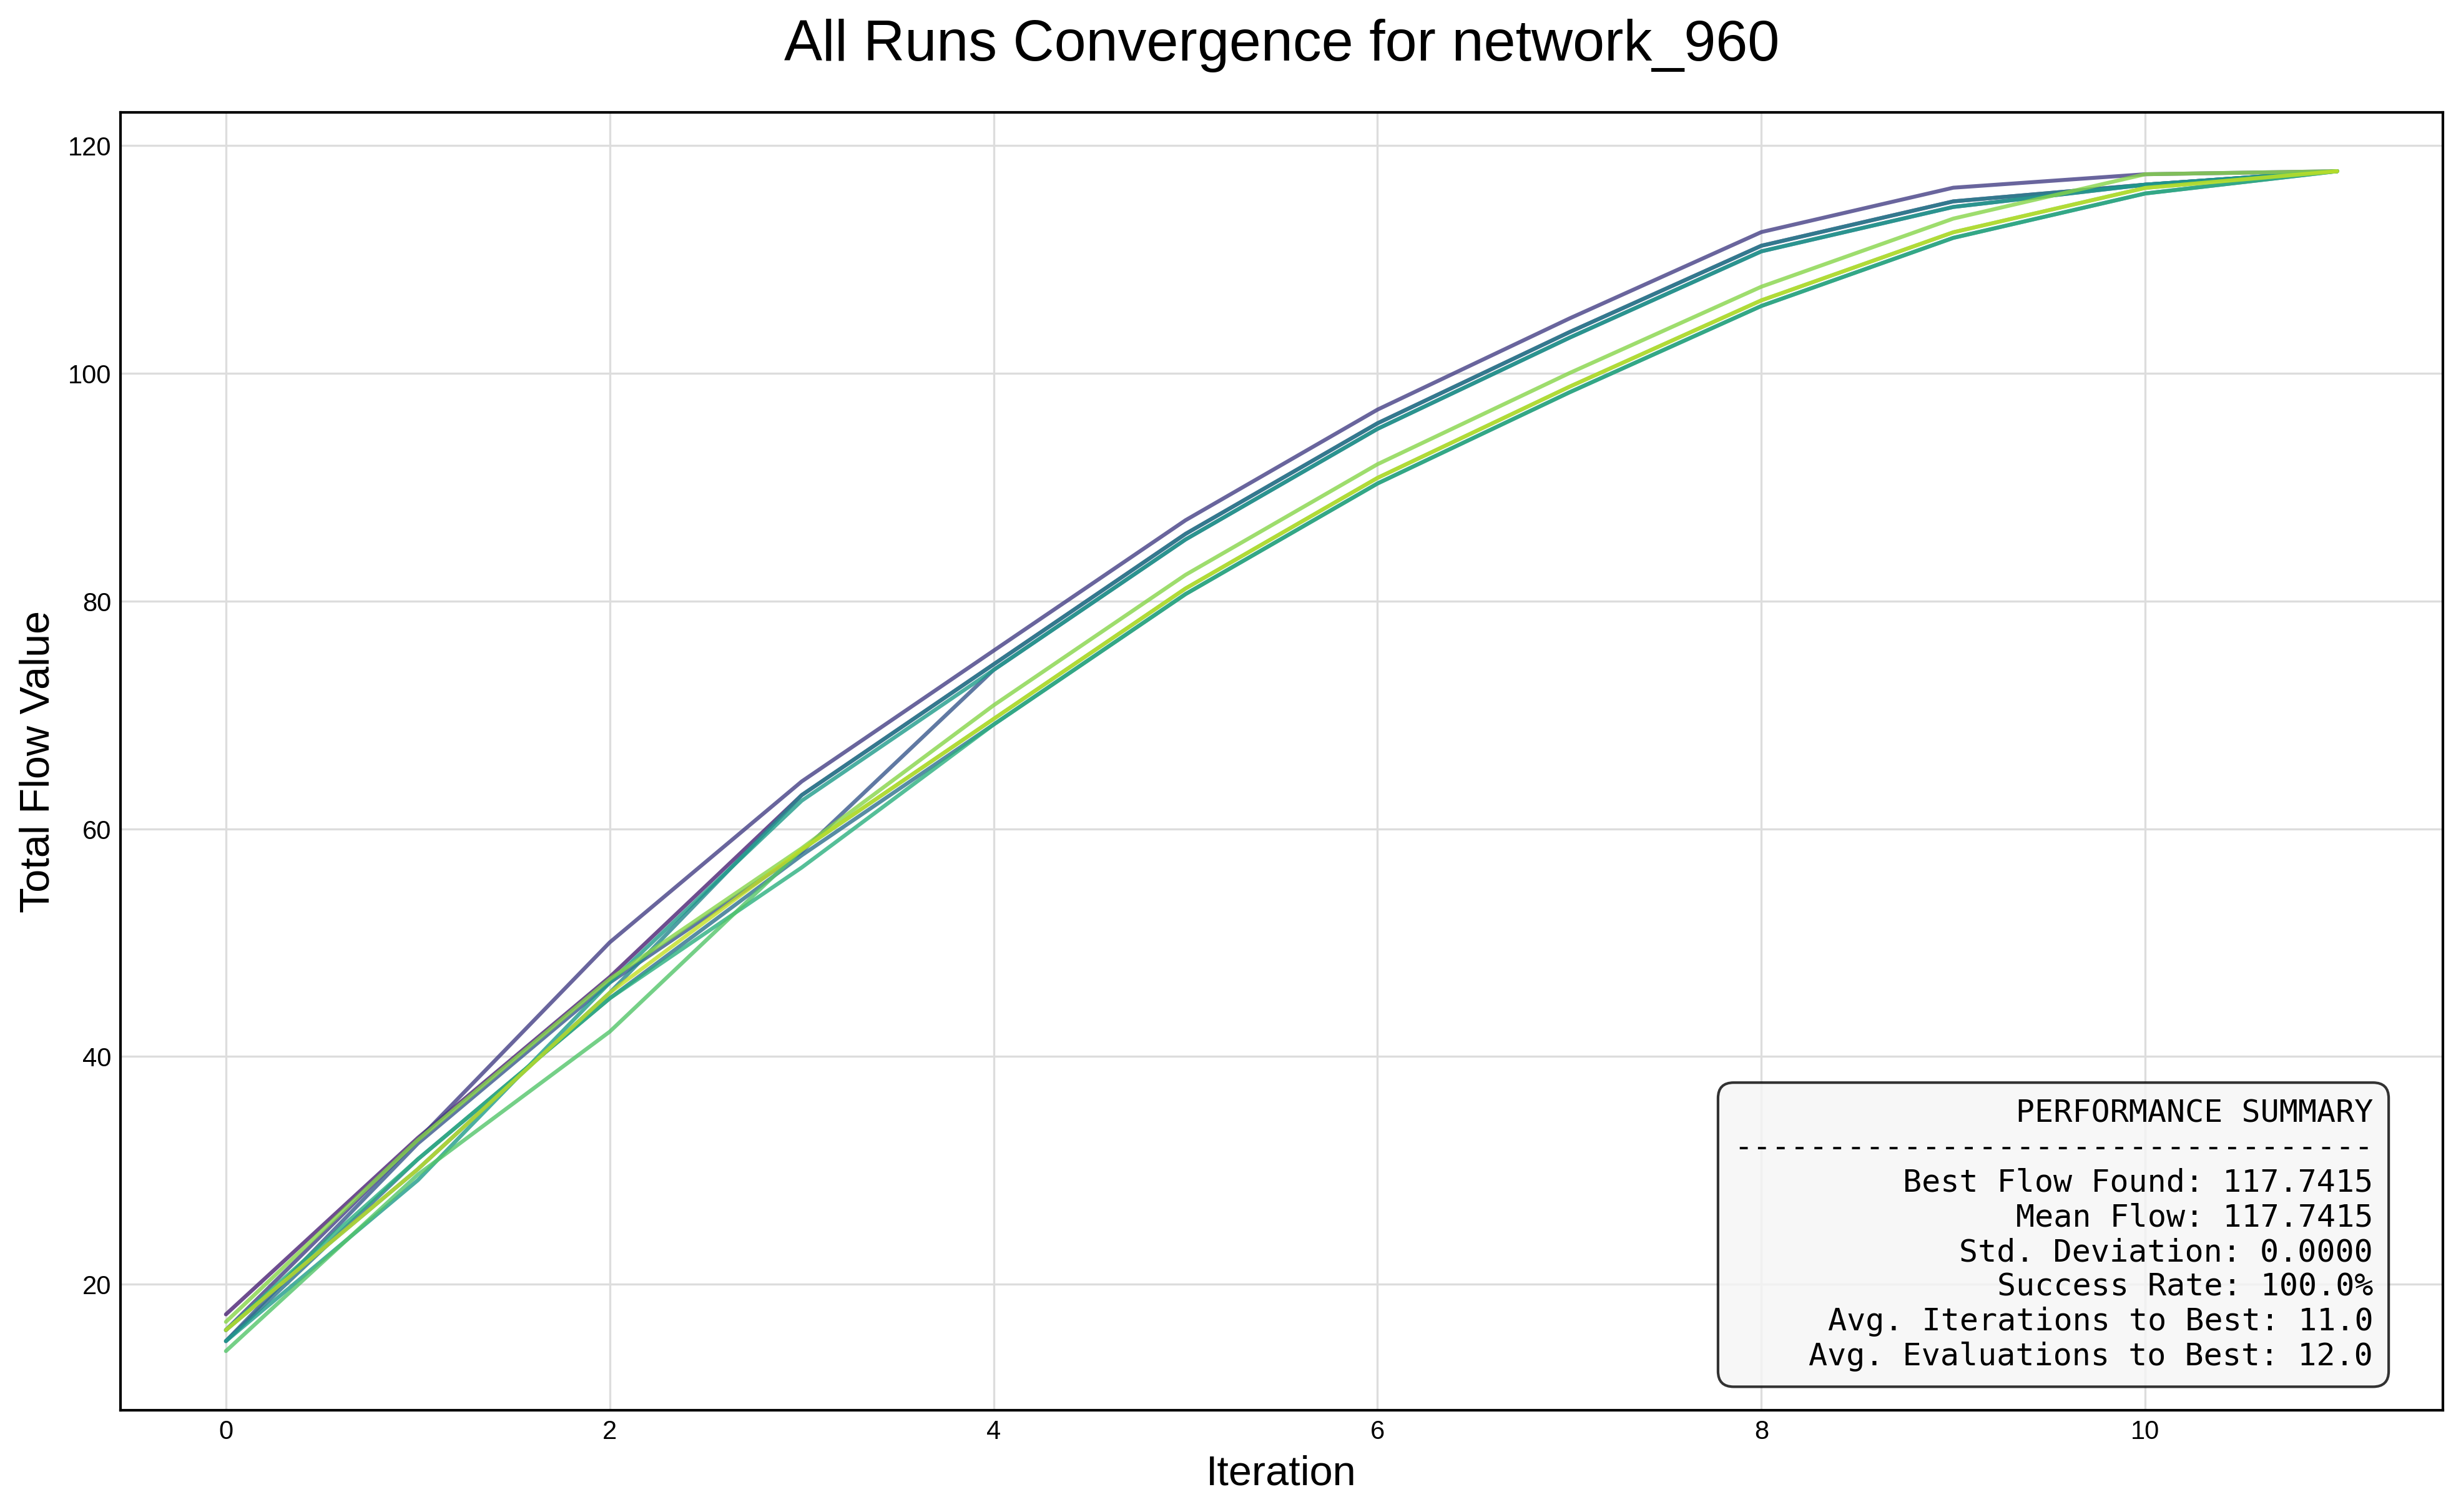 All Runs Convergence for network_960
120
100
80
60
40
20
Total Flow Value
PERFORMANCE SUMMARY
----------------------------------
Best Flow Found: 117.7415
Mean Flow: 117.7415
Std. Deviation: 0.0000
Success Rate: 100.0%
Avg. Iterations to Best: 11.0
Avg. Evaluations to Best: 12.0
0 2 4 6 8 10
Iteration